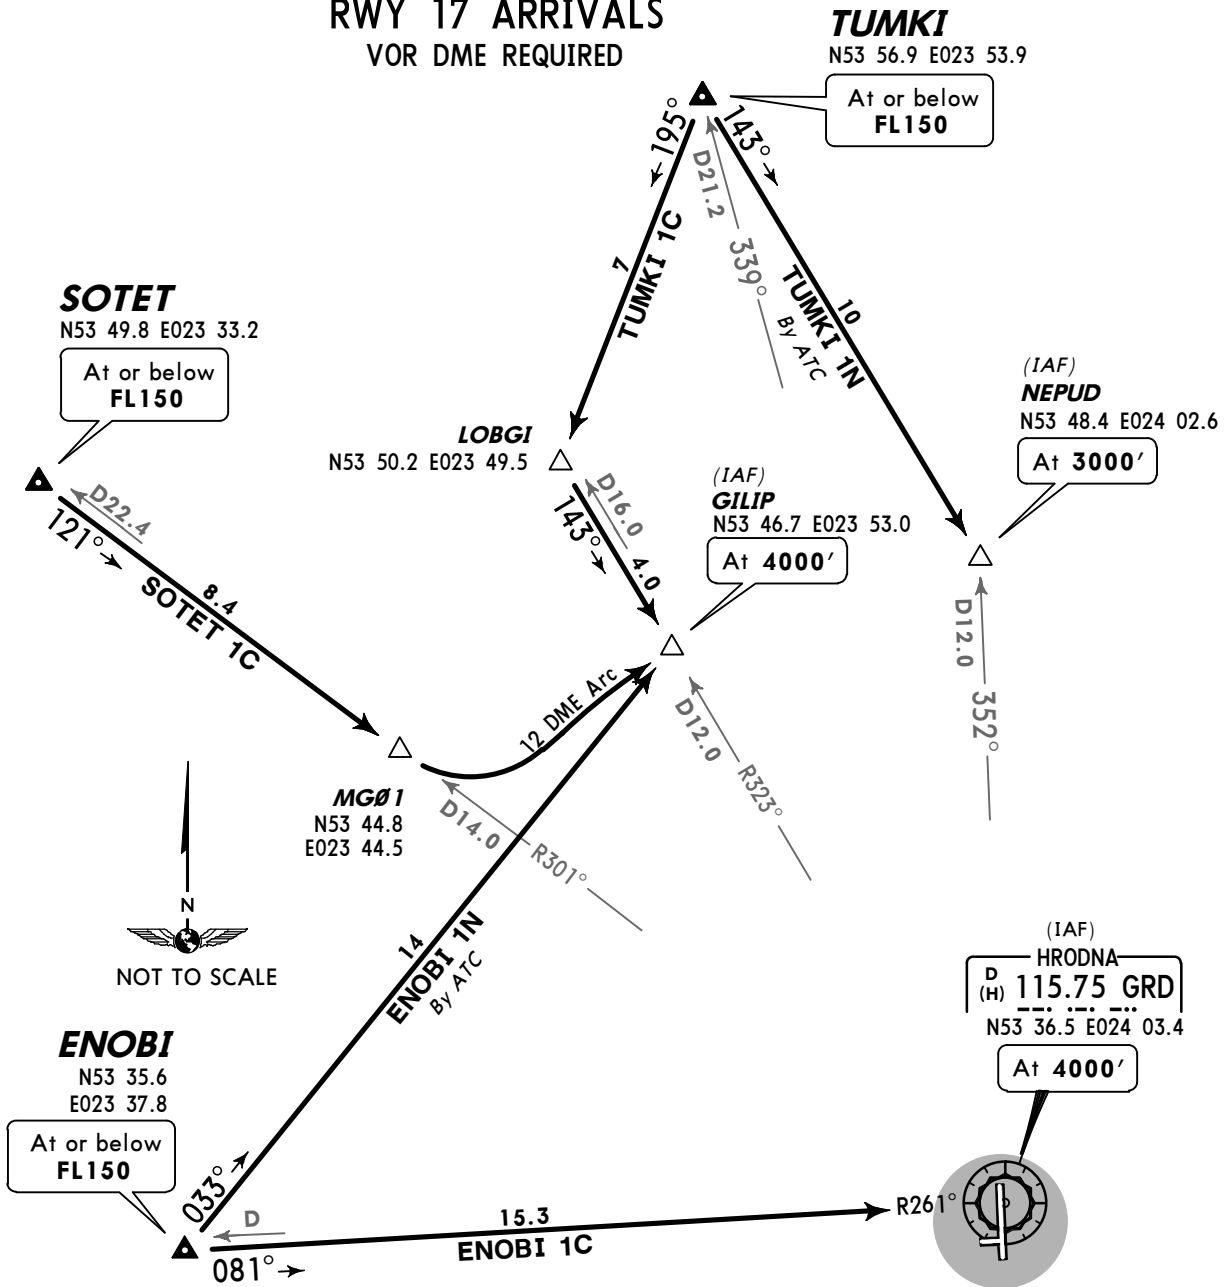 RWY 17 ARRIVALS
VOR DME REQUIRED
TUMKI
N53 56.9 E023 53.9
At or below
FL150
195°
143°
D21.2
339°
7
TUMKI 1C
10
TUMKI 1N
By ATC
SOTET
N53 49.8 E023 33.2
At or below
FL150
D22.4
121°
8.4
SOTET 1C
LOBGI
N53 50.2 E023 49.5
D16.0
143°
4.0
(IAF)
GILIP
N53 46.7 E023 53.0
At 4000'
(IAF)
NEPUD
N53 48.4 E024 02.6
At 3000'
D12.0
352°
12 DME Arc
D12.0
R323°
MGØ1
N53 44.8
E023 44.5
D14.0
R301°
N
NOT TO SCALE
14
ENOBI 1N
By ATC
(IAF)
HRODNA
D
(H) 115.75 GRD
N53 36.5 E024 03.4
At 4000'
ENOBI
N53 35.6
E023 37.8
At or below
FL150
033°
D
R261°
15.3
ENOBI 1C
081°